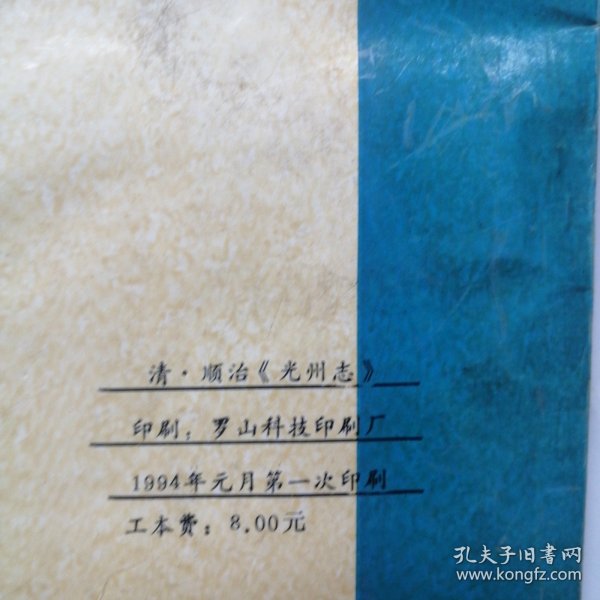 清·顺治《光州志》
印刷：罗山科技印刷厂
1994年元月第一次印刷
工本费：8.00元
孔夫子旧书网
www.kongfz.com